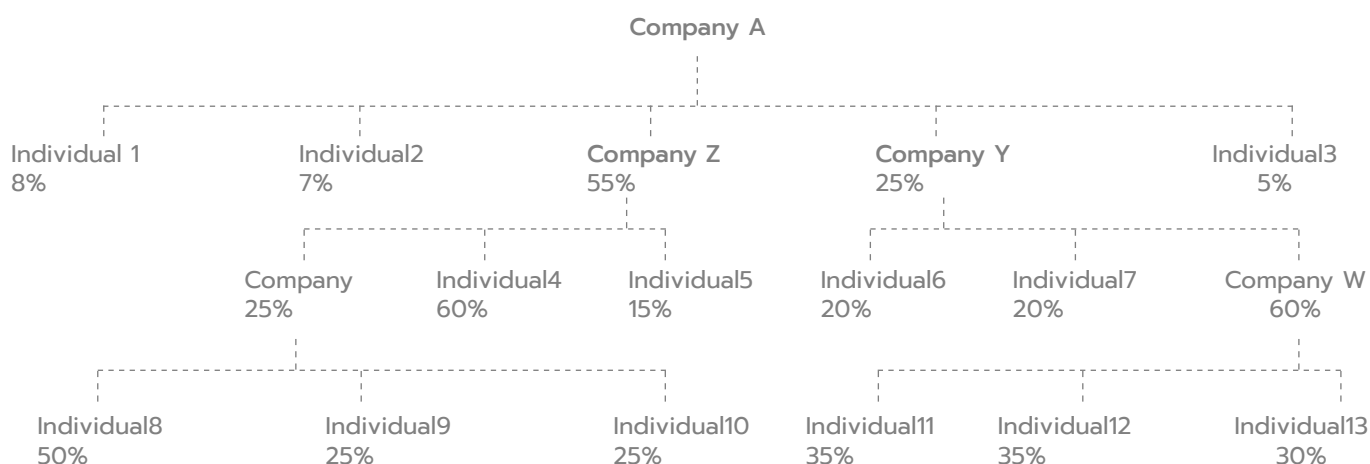 Company A
Individual 1
8%
Individual2
7%
Company Z
55%
Company Y
25%
Individual3
5%
Company
25%
Individual4
60%
Individual5
15%
Individual6
20%
Individual7
20%
Company W
60%
Individual8
50%
Individual9
25%
Individual10
25%
Individual11
35%
Individual12
35%
Individual13
30%